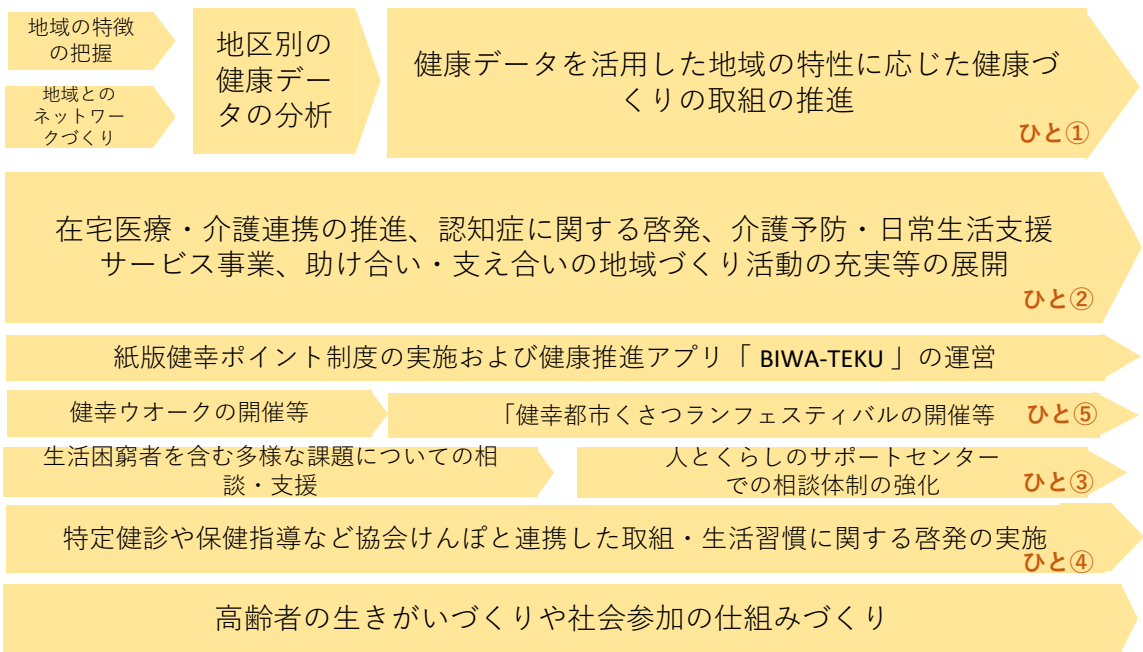 地域の特徴
の把握
地域との
ネットワー
クづくり
地区別の
健康デー
タの分析
健康データを活用した地域の特性に応じた健康づ
くりの取組の推進
ひと①
在宅医療・介護連携の推進、認知症に関する啓発、介護予防・日常生活支援
サービス事業、助け合い・支え合いの地域づくり活動の充実等の展開
ひと②
紙版健幸ポイント制度の実施および健康推進アプリ「 BIWA-TEKU 」の運営
健幸ウオークの開催等
「健幸都市くさつランフェスティバルの開催等
ひと⑤
生活困窮者を含む多様な課題についての相
談・支援
人とくらしのサポートセンター
での相談体制の強化
ひと③
特定健診や保健指導など協会けんぽと連携した取組・生活習慣に関する啓発の実施
ひと④
高齢者の生きがいづくりや社会参加の仕組みづくり